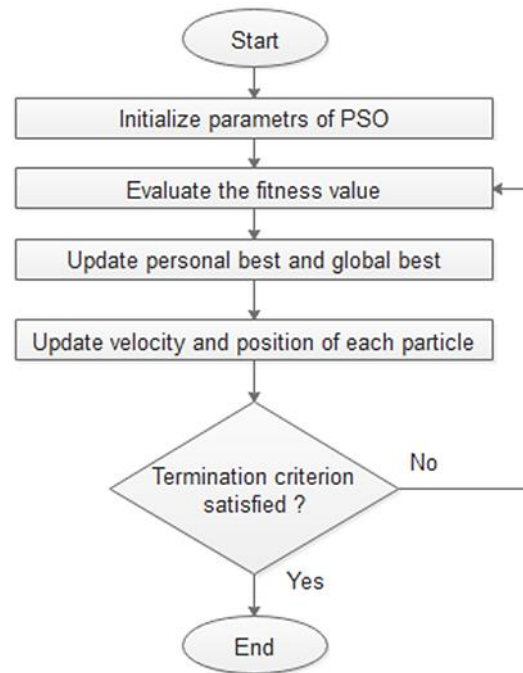 Start
Initialize parametrs of PSO
Evaluate the fitness value
Update personal best and global best
Update velocity and position of each particle
Termination criterion
satisfied ?
No
Yes
End